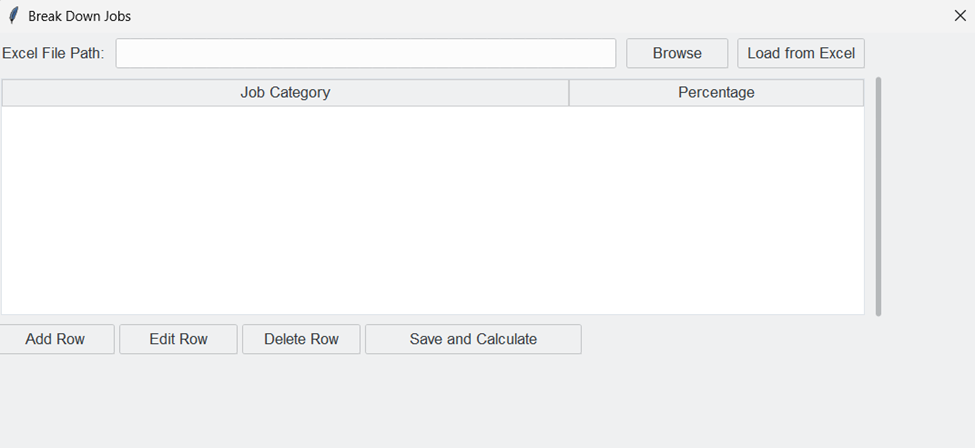 Break Down Jobs
Excel File Path: Browse Load from Excel
Job Category Percentage
Add Row Edit Row Delete Row Save and Calculate